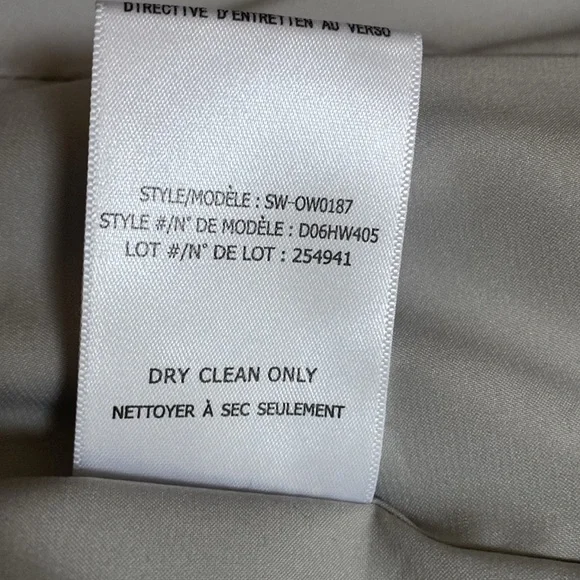 DIRECTIVE D'ENTRETIEN AU VERSO
STYLE/MODÈLE : SW-OW0187
STYLE #/N° DE MODÈLE : D06HW405
LOT #/N° DE LOT : 254941
DRY CLEAN ONLY
NETTOYER À SEC SEULEMENT